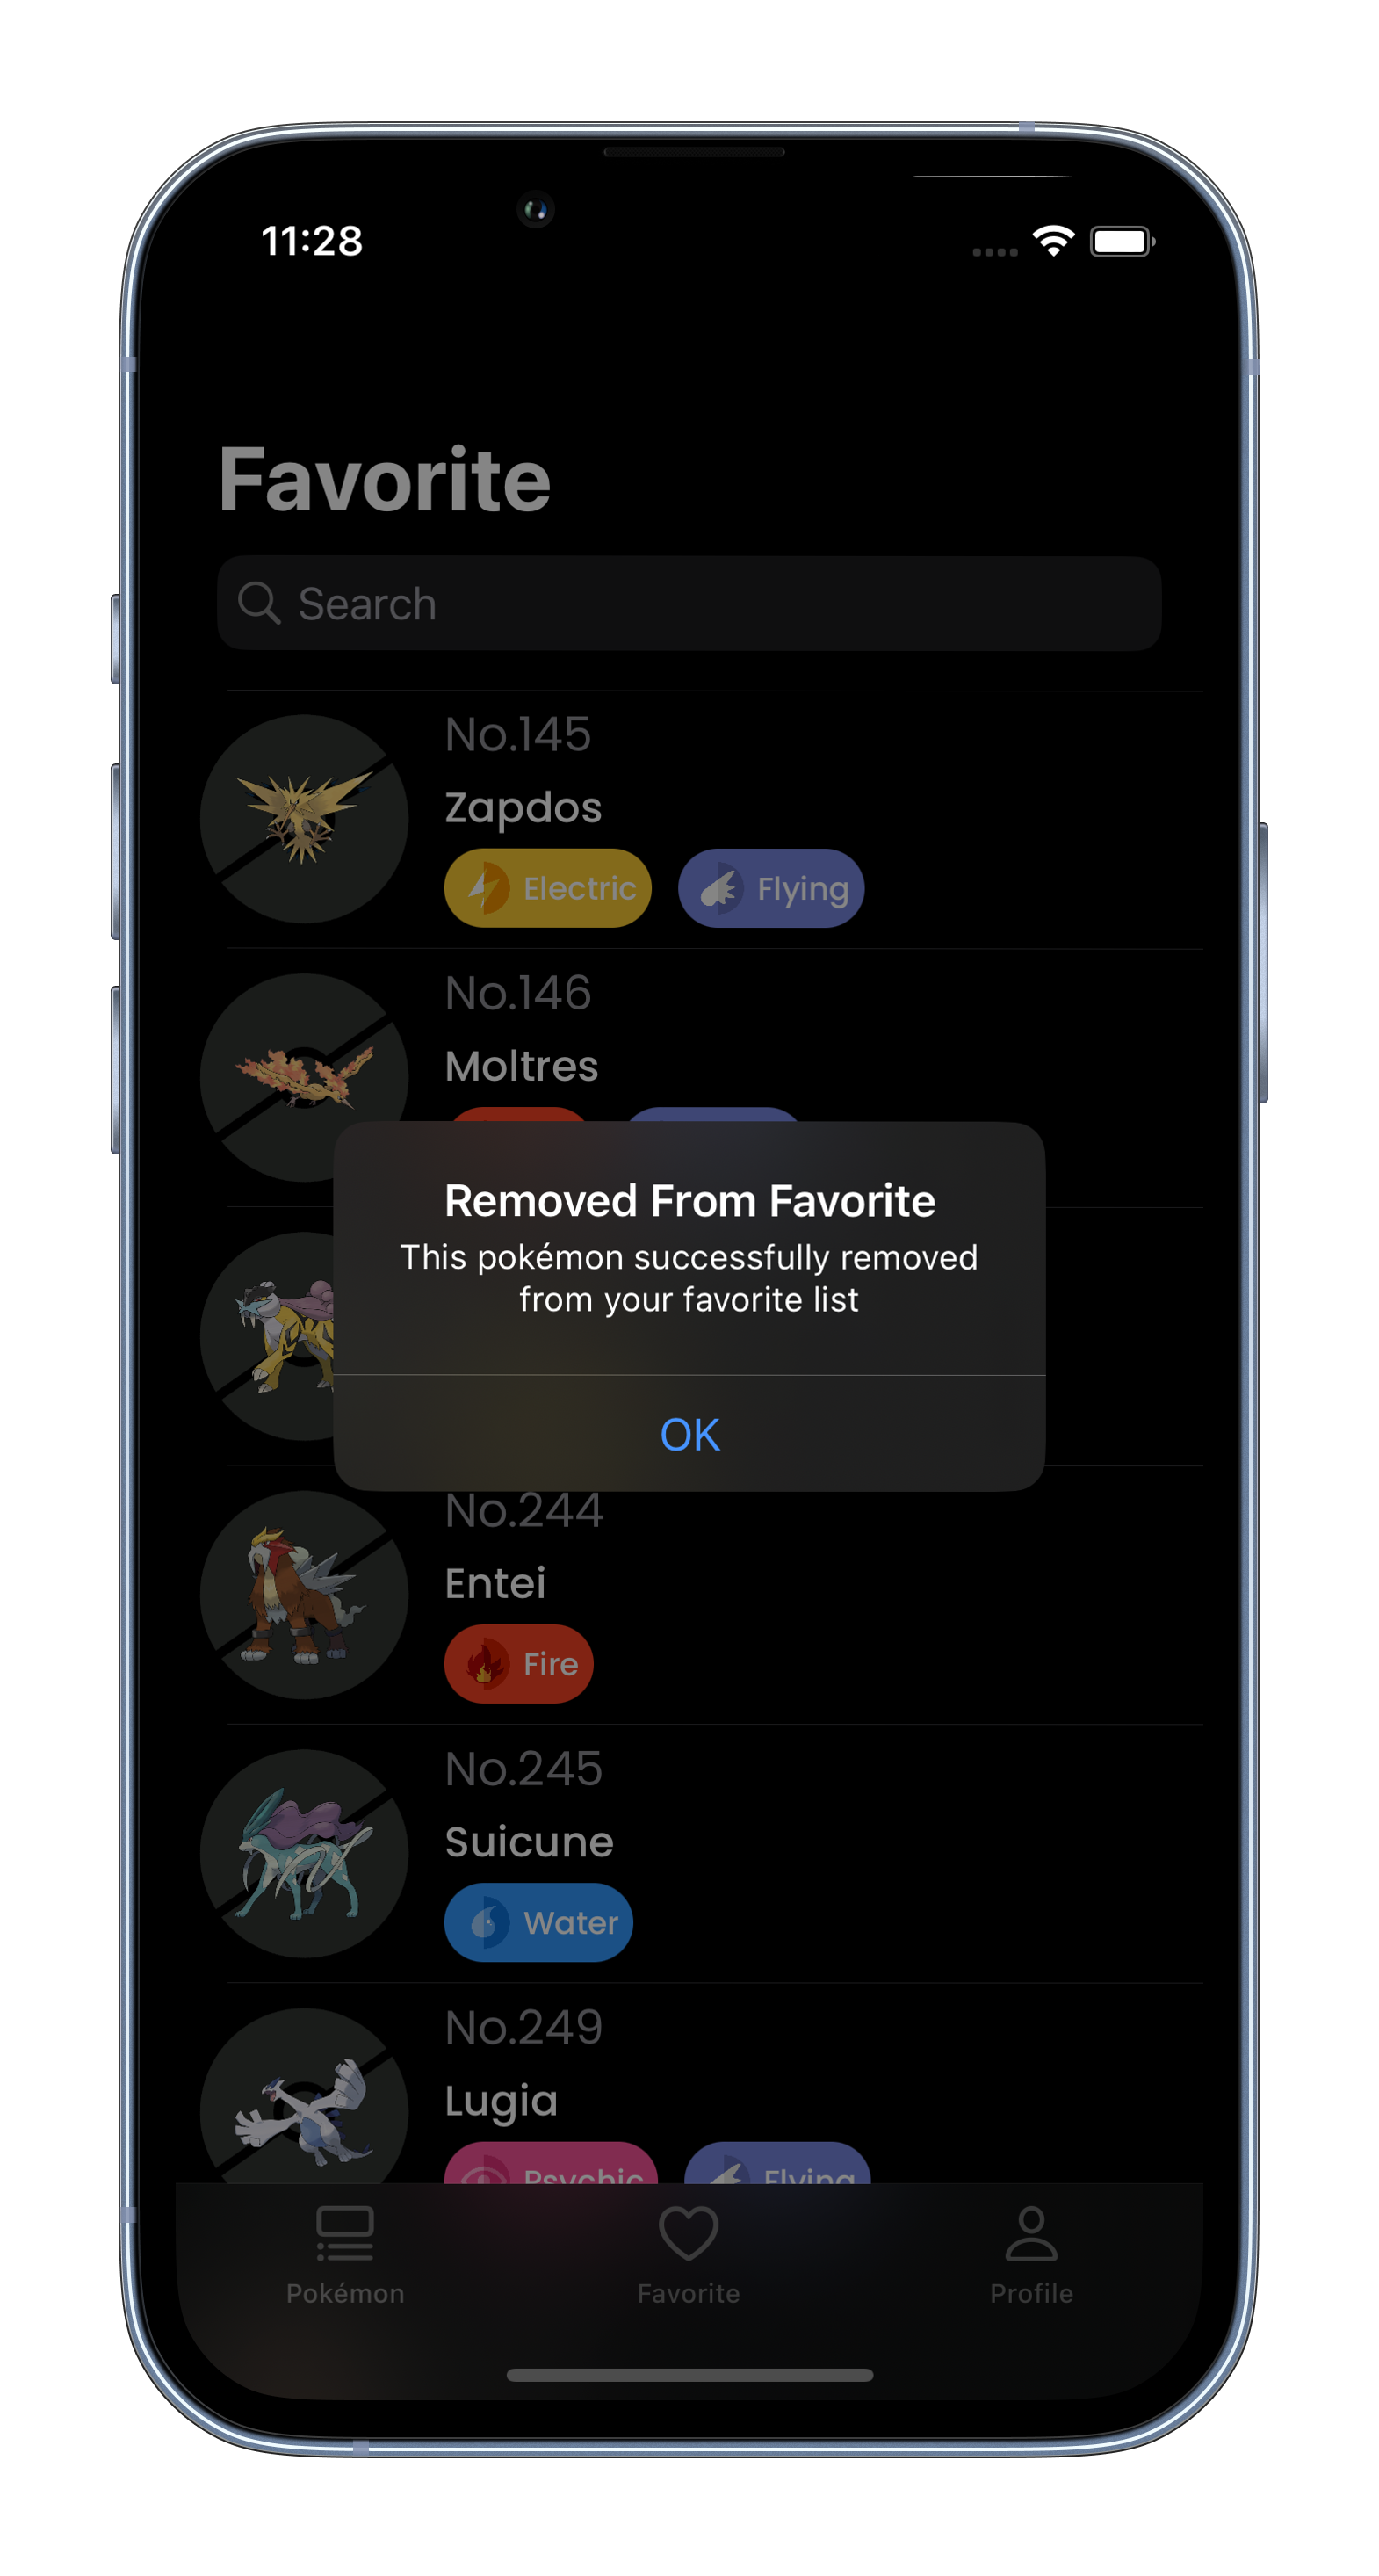 11:28
Favorite
Search
No.145
Zapdos
Electric Flying
No.146
Moltres
Removed From Favorite
This pokémon successfully removed
from your favorite list
OK
No.244
Entei
Fire
No.245
Suicune
Water
No.249
Lugia
Psychic Flying
Pokémon Favorite Profile